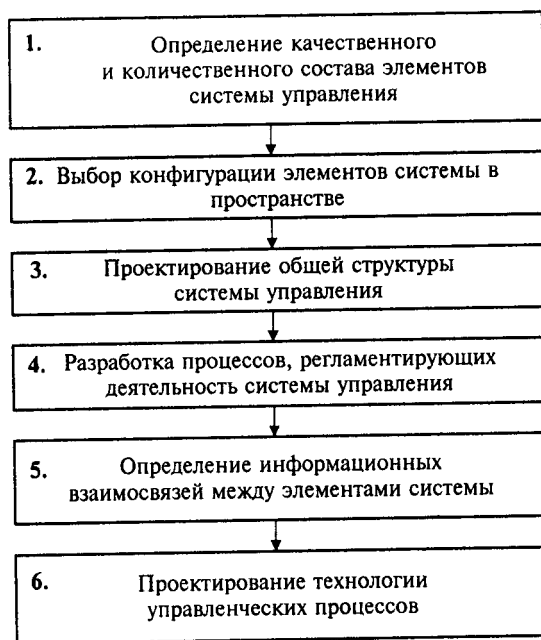 1. Определение качественного
и количественного состава элементов
системы управления
2. Выбор конфигурации элементов системы в
пространстве
3. Проектирование общей структуры
системы управления
4. Разработка процессов, регламентирующих
деятельность системы управления
5. Определение информационных
взаимосвязей между элементами системы
6. Проектирование технологии
управленческих процессов